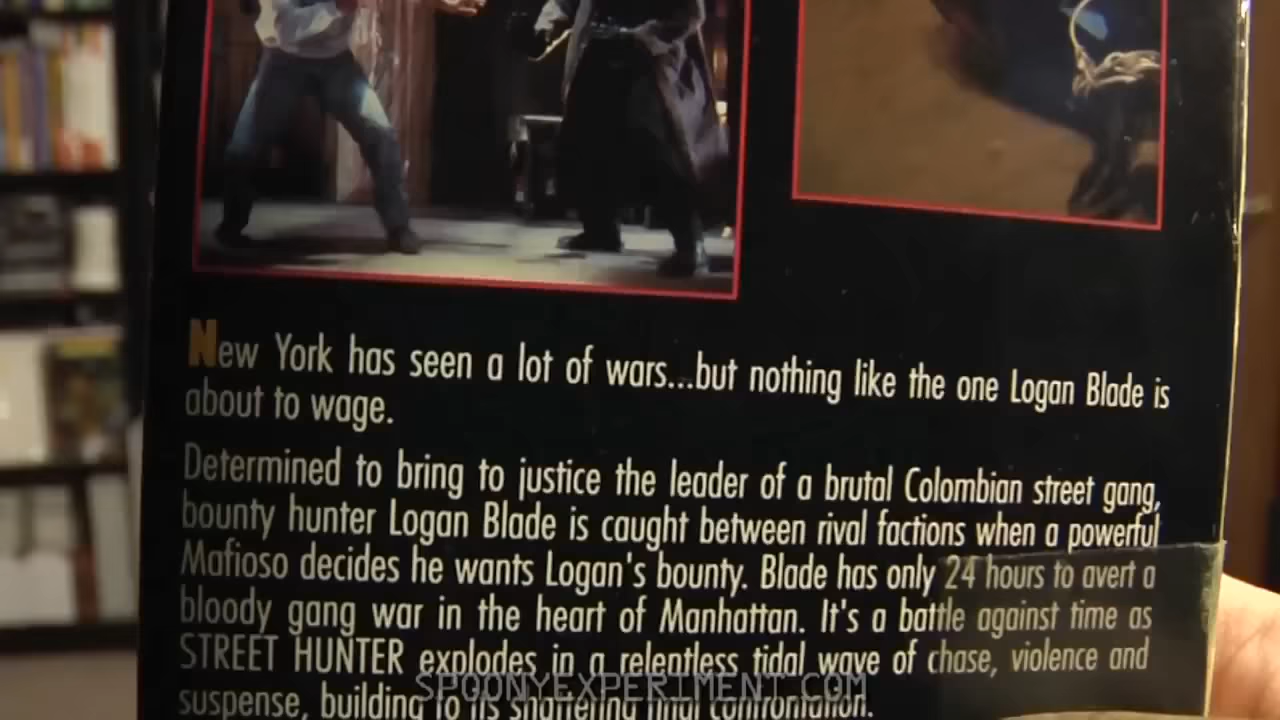 New York has seen a lot of wars...but nothing like the one Logan Blade is
about to wage.
Determined to bring to justice the leader of a brutal Colombian street gang,
bounty hunter Logan Blade is caught between rival factions when a powerful
Mafioso decides he wants Logan's bounty. Blade has only 24 hours to avert a
bloody gang war in the heart of Manhattan. It's a battle against time as
STREET HUNTER explodes in a relentless tidal wave of chase, violence and
suspense, building to its shattering final confrontation.
SPOONYEXPERIMENT.COM